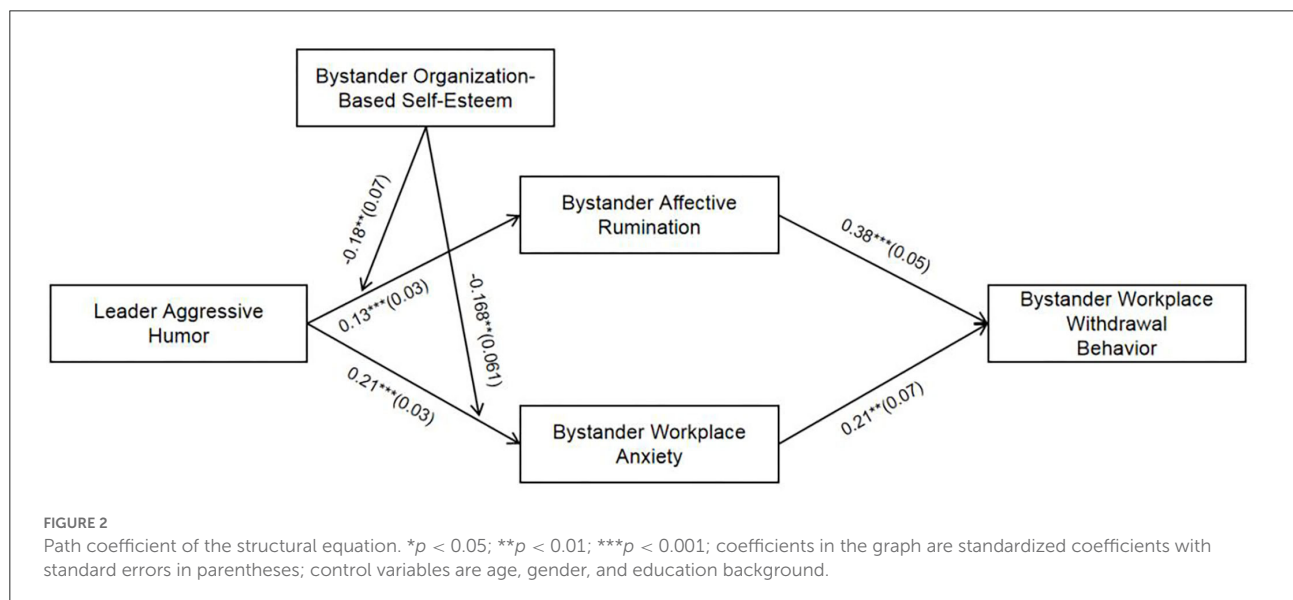 Bystander Organization-
Based Self-Esteem
-0.18**(0.07)
Bystander Affective
Rumination
0.38***(0.05)
Leader Aggressive
Humor
0.13***(0.03)
-0.168**(0.061)
Bystander Workplace
Withdrawal
Behavior
0.21***(0.03)
Bystander Workplace
Anxiety
0.21**(0.07)
FIGURE 2
Path coefficient of the structural equation. *p < 0.05; **p < 0.01; ***p < 0.001; coefficients in the graph are standardized coefficients with
standard errors in parentheses; control variables are age, gender, and education background.